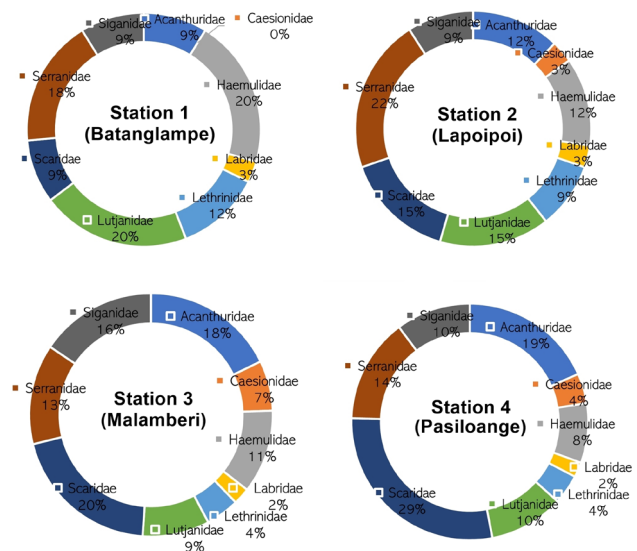 Siganidae
9%
Acanthuridae
9%
Caesionidae
0%
Haemulidae
20%
Labridae
3%
Lethrinidae
12%
Lutjanidae
20%
Scaridae
9%
Serranidae
18%
Station 1
(Batanglampe)
Siganidae
9%
Acanthuridae
12%
Caesionidae
3%
Haemulidae
12%
Labridae
3%
Lethrinidae
9%
Lutjanidae
15%
Scaridae
15%
Serranidae
22%
Station 2
(Lapoipoi)
Siganidae
16%
Acanthuridae
18%
Caesionidae
7%
Haemulidae
11%
Labridae
2%
Lethrinidae
4%
Lutjanidae
9%
Scaridae
20%
Serranidae
13%
Station 3
(Malamberi)
Siganidae
10%
Acanthuridae
19%
Caesionidae
4%
Haemulidae
8%
Labridae
2%
Lethrinidae
4%
Lutjanidae
10%
Scaridae
29%
Serranidae
14%
Station 4
(Pasiloange)